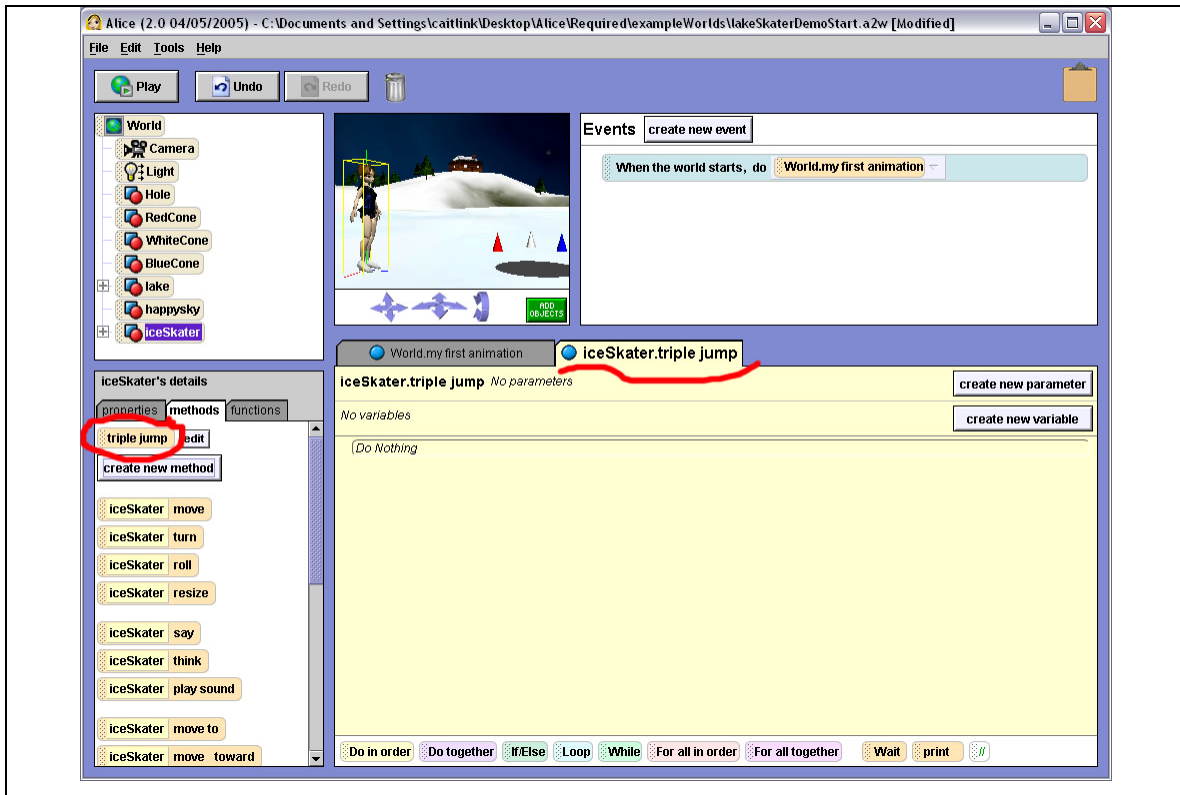 Alice (2.0 04/05/2005) - C:\Documents and Settings\caitlink\Desktop\Alice\Required\exampleWorlds\lakeSkaterDemoStart.a2w [Modified]
File Edit Tools Help
Play Undo Redo
World
Camera
Light
Hole
RedCone
WhiteCone
BlueCone
lake
happysky
iceSkater
ADD
OBJECTS
Events create new event
When the world starts, do World.my first animation
iceSkater's details
properties methods functions
triple jump edit
create new method
iceSkater move
iceSkater turn
iceSkater roll
iceSkater resize
iceSkater say
iceSkater think
iceSkater play sound
iceSkater move to
iceSkater move toward
World.my first animation iceSkater.triple jump
iceSkater.triple jump No parameters create new parameter
No variables create new variable
Do Nothing
Do in order Do together If/Else Loop While For all in order For all together Wait print //